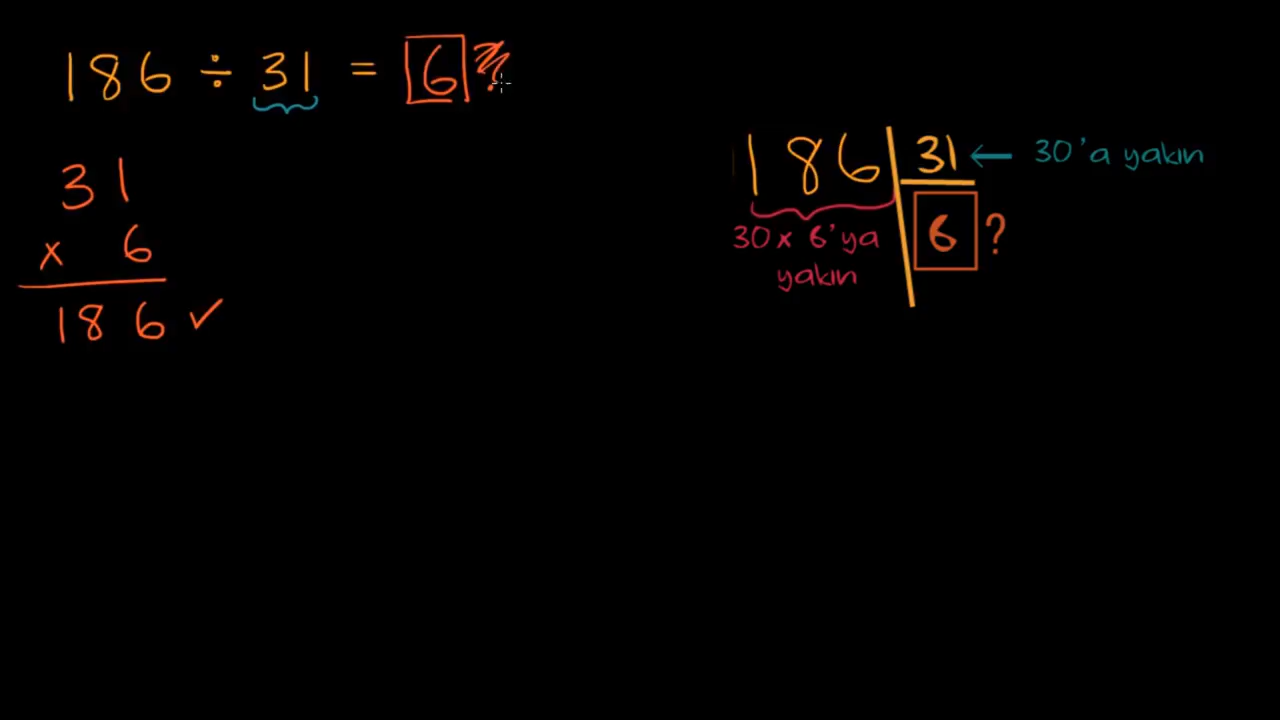 186 ÷ 31 = 6
31
x 6
186 ✓
186 31 ← 30'a yakın
6 ?
30 x 6'ya
yakın